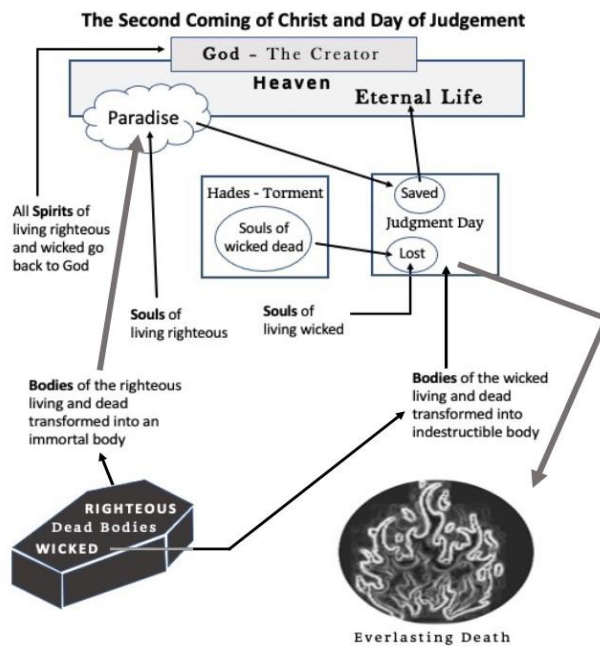 The Second Coming of Christ and Day of Judgement
God – The Creator
Heaven
Eternal Life
Paradise
Hades - Torment
Souls of
wicked dead
Saved
Judgment Day
Lost
All Spirits of
living righteous
and wicked go
back to God
Souls of
living righteous
Souls of
living wicked
Bodies of the righteous
living and dead
transformed into an
immortal body
Bodies of the wicked
living and dead
transformed into
indestructible body
RIGHTEOUS
Dead Bodies
WICKED
Everlasting Death